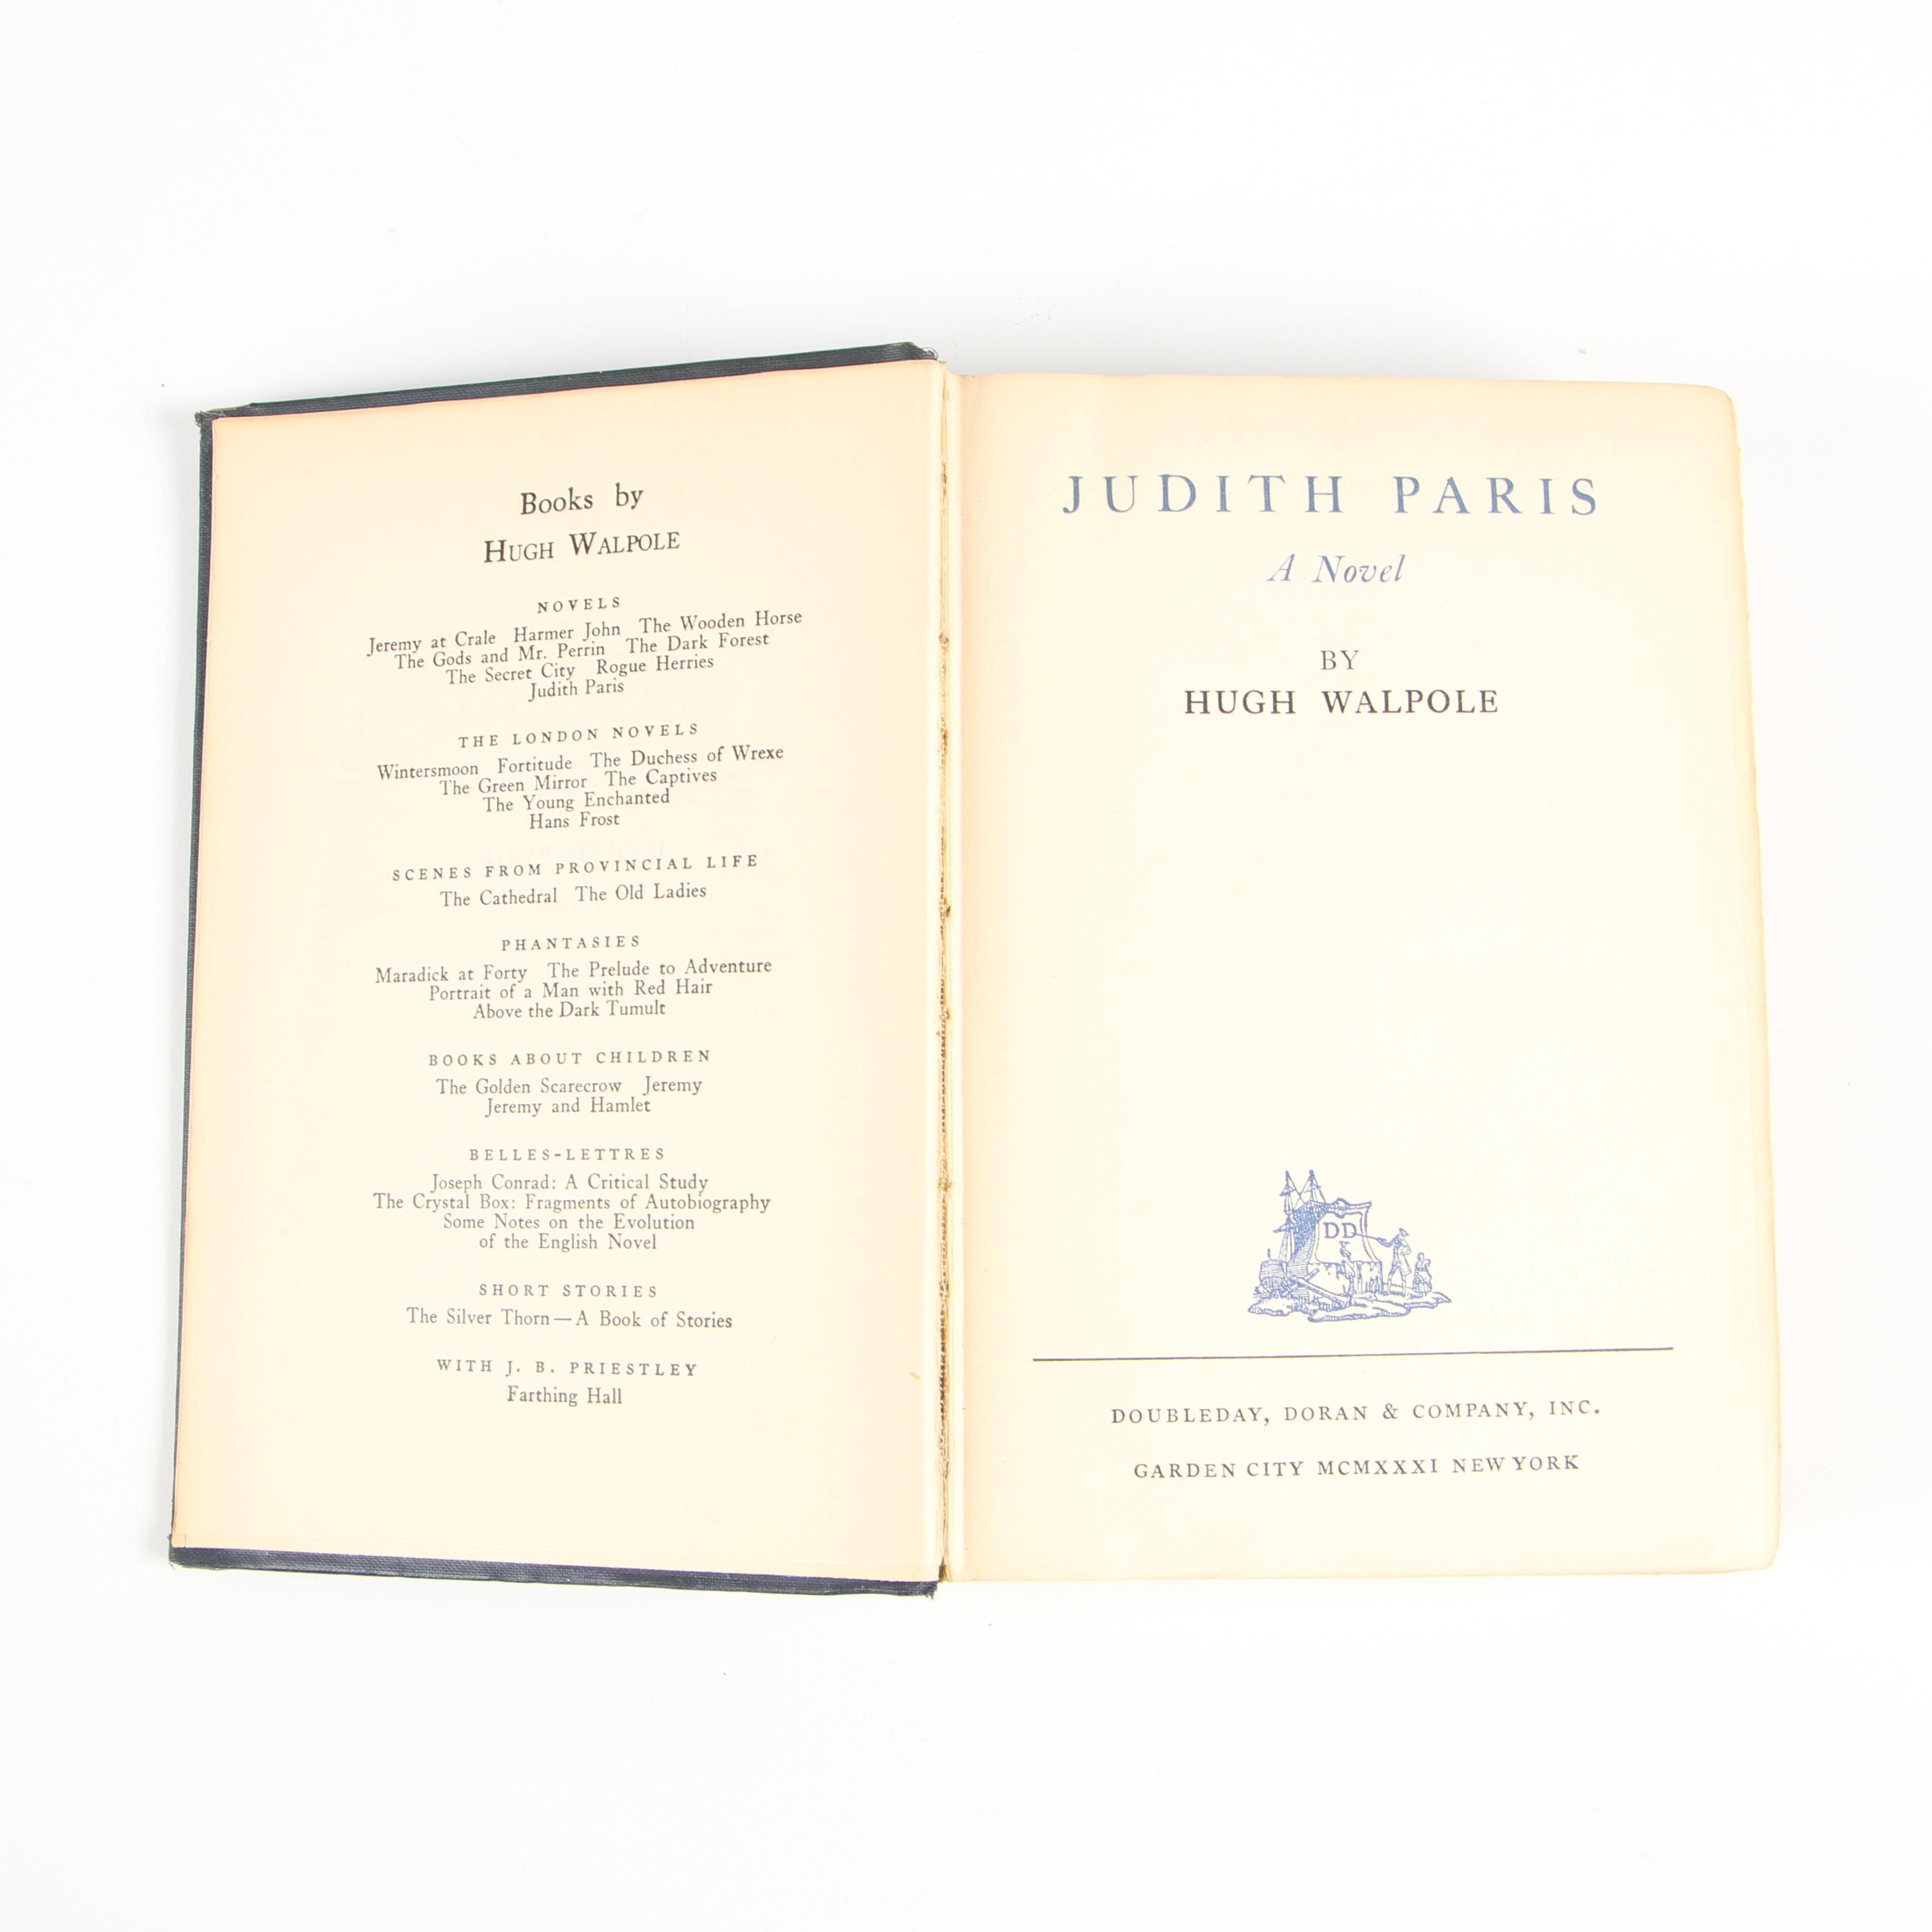 Books by
HUGH WALPOLE
NOVELS
Jeremy at Crale Harmer John The Wooden Horse
The Gods and Mr. Perrin The Dark Forest
The Secret City Rogue Herries
Judith Paris
THE LONDON NOVELS
Wintersmoon Fortitude The Duchess of Wrexe
The Green Mirror The Captives
The Young Enchanted
Hans Frost
SCENES FROM PROVINCIAL LIFE
The Cathedral The Old Ladies
PHANTASIES
Maradick at Forty The Prelude to Adventure
Portrait of a Man with Red Hair
Above the Dark Tumult
BOOKS ABOUT CHILDREN
The Golden Scarecrow Jeremy
Jeremy and Hamlet
BELLES-LETTRES
Joseph Conrad: A Critical Study
The Crystal Box: Fragments of Autobiography
Some Notes on the Evolution
of the English Novel
SHORT STORIES
The Silver Thorn—A Book of Stories
WITH J. B. PRIESTLEY
Farthing Hall
JUDITH PARIS
A Novel
BY
HUGH WALPOLE
DD
DOUBLEDAY, DORAN & COMPANY, INC.
GARDEN CITY MCMXXXI NEW YORK